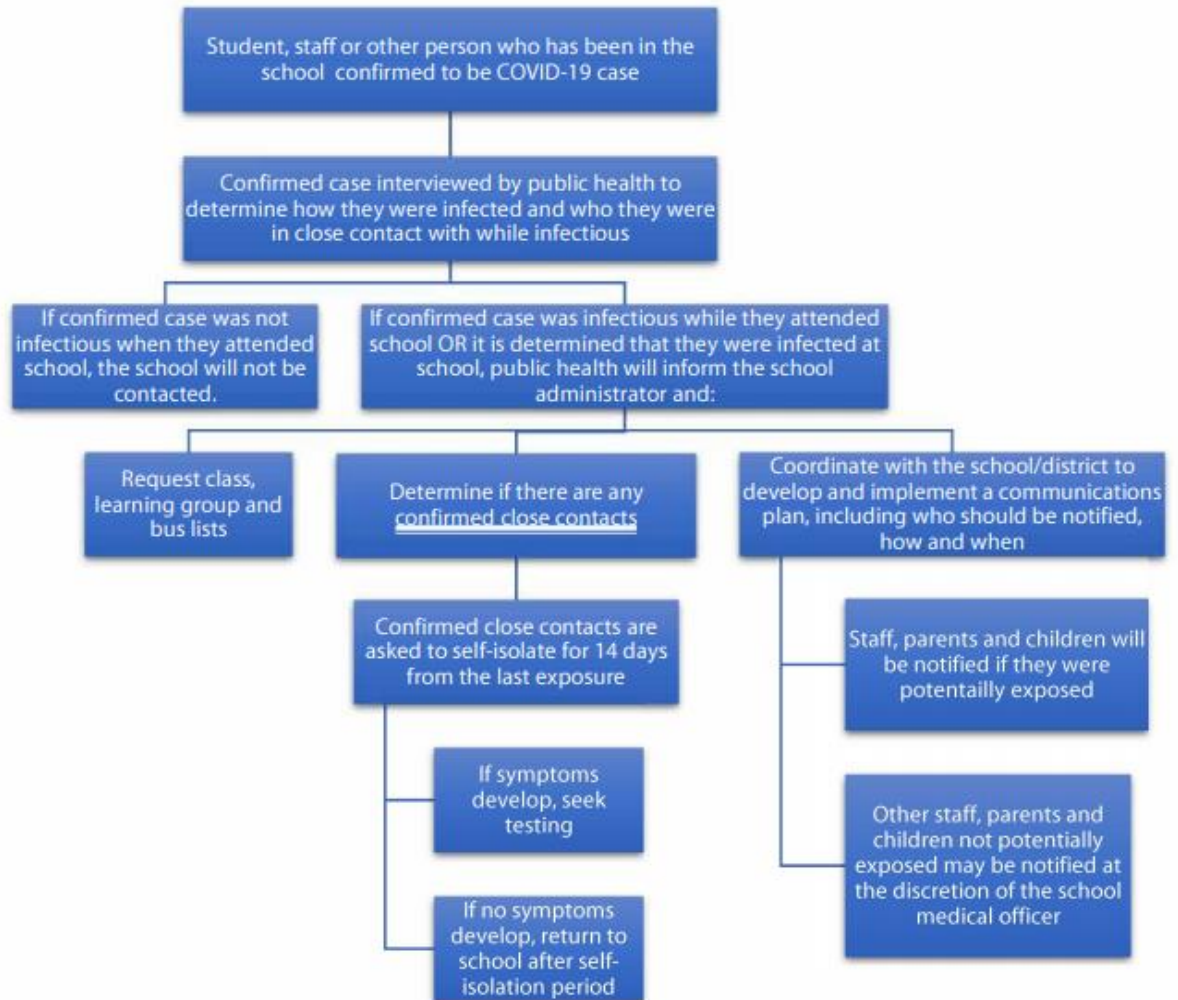 Student, staff or other person who has been in the
school confirmed to be COVID-19 case
Confirmed case interviewed by public health to
determine how they were infected and who they were
in close contact with while infectious
If confirmed case was not
infectious when they attended
school, the school will not be
contacted.
If confirmed case was infectious while they attended
school OR it is determined that they were infected at
school, public health will inform the school
administrator and:
Request class,
learning group and
bus lists
Determine if there are any
confirmed close contacts
Coordinate with the school/district to
develop and implement a communications
plan, including who should be notified,
how and when
Confirmed close contacts are
asked to self-isolate for 14 days
from the last exposure
If symptoms
develop, seek
testing
If no symptoms
develop, return to
school after self-
isolation period
Staff, parents and children will
be notified if they were
potentailly exposed
Other staff, parents and
children not potentially
exposed may be notified at
the discretion of the school
medical officer